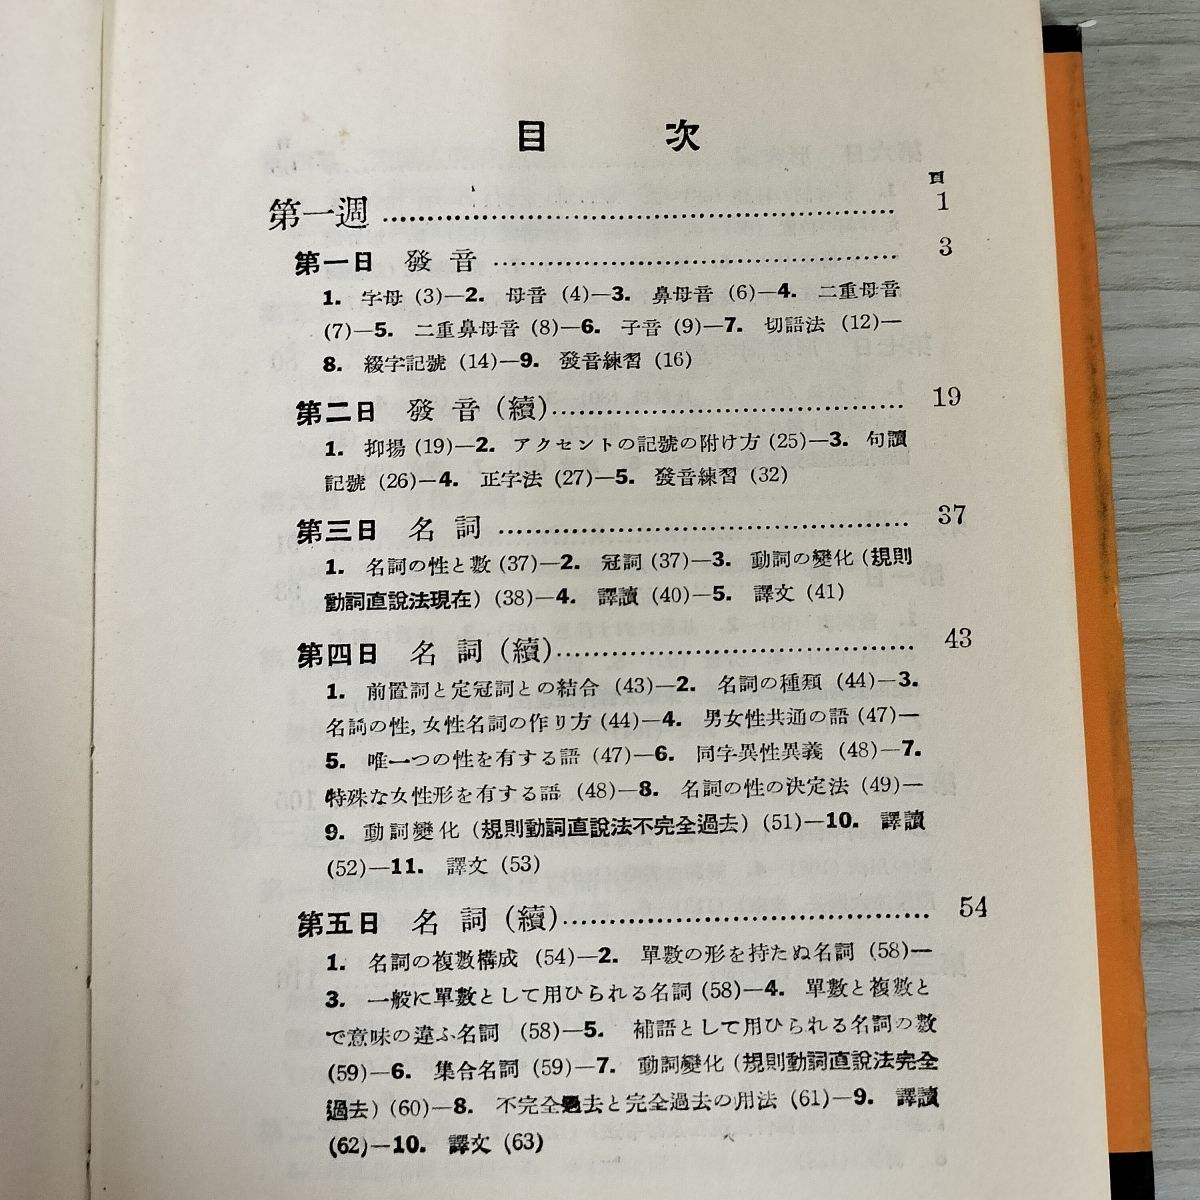 目次
頁
第一週 1
第一日 發音 3
1. 字母 (3)—2. 母音 (4)—3. 鼻母音 (6)—4. 二重母音
(7)—5. 二重鼻母音 (8)—6. 子音 (9)—7. 切語法 (12)—
8. 綴字記號 (14)—9. 發音練習 (16)
第二日 發音 (續) 19
1. 抑揚 (19)—2. アクセントの記號の附け方 (25)—3. 句讀
記號 (26)—4. 正字法 (27)—5. 發音練習 (32)
第三日 名詞 37
1. 名詞の性と數 (37)—2. 冠詞 (37)—3. 動詞の變化 (規則
動詞直說法現在) (38)—4. 譯讀 (40)—5. 譯文 (41)
第四日 名詞 (續) 43
1. 前置詞と定冠詞との結合 (43)—2. 名詞の種類 (44)—3.
名詞の性, 女性名詞の作り方 (44)—4. 男女性共通の語 (47)—
5. 唯一つの性を有する語 (47)—6. 同字異性異義 (48)—7.
特殊な女性形を有する語 (48)—8. 名詞の性の決定法 (49)—
9. 動詞變化 (規則動詞直說法不完全過去) (51)—10. 譯讀
(52)—11. 譯文 (53)
第五日 名詞 (續) 54
1. 名詞の複數構成 (54)—2. 單數の形を持たぬ名詞 (58)—
3. 一般に單數として用ひられる名詞 (58)—4. 單數と複數と
で意味の違ふ名詞 (58)—5. 補語として用ひられる名詞の數
(59)—6. 集合名詞 (59)—7. 動詞變化 (規則動詞直說法完全
過去) (60)—8. 不完全過去と完全過去の用法 (61)—9. 譯讀
(62)—10. 譯文 (63)